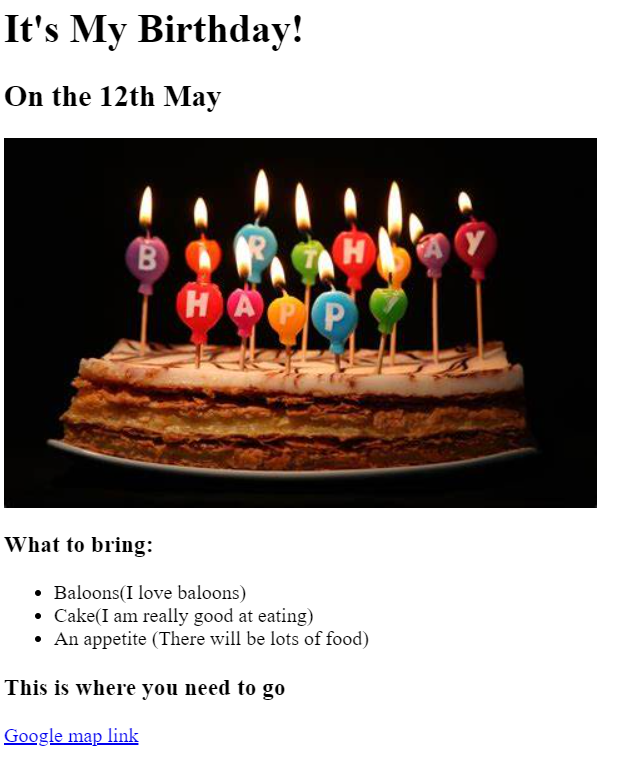 It's My Birthday!
On the 12th May
B I R T H D A Y
H A P P Y
What to bring:
Baloons(I love baloons)
Cake(I am really good at eating)
An appetite (There will be lots of food)
This is where you need to go
Google map link